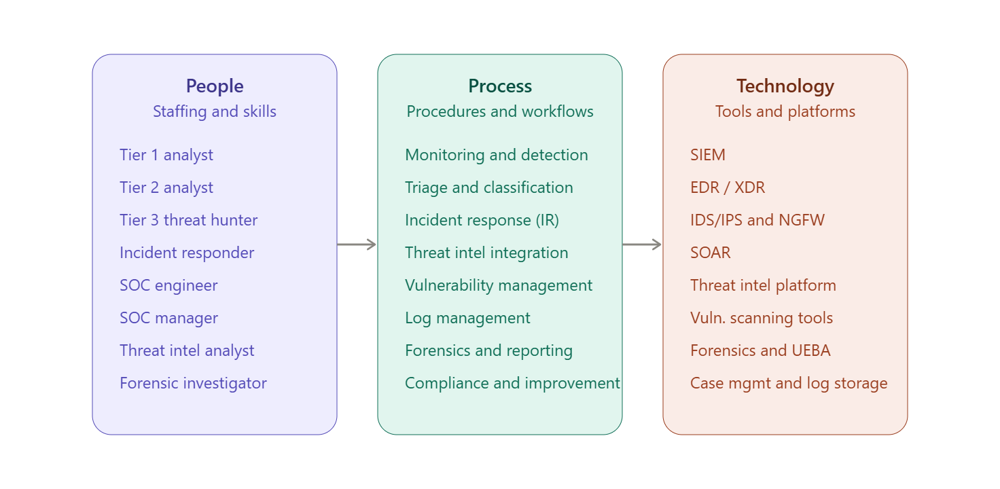 People
Staffing and skills
Tier 1 analyst
Tier 2 analyst
Tier 3 threat hunter
Incident responder
SOC engineer
SOC manager
Threat intel analyst
Forensic investigator
Process
Procedures and workflows
Monitoring and detection
Triage and classification
Incident response (IR)
Threat intel integration
Vulnerability management
Log management
Forensics and reporting
Compliance and improvement
Technology
Tools and platforms
SIEM
EDR / XDR
IDS/IPS and NGFW
SOAR
Threat intel platform
Vuln. scanning tools
Forensics and UEBA
Case mgmt and log storage